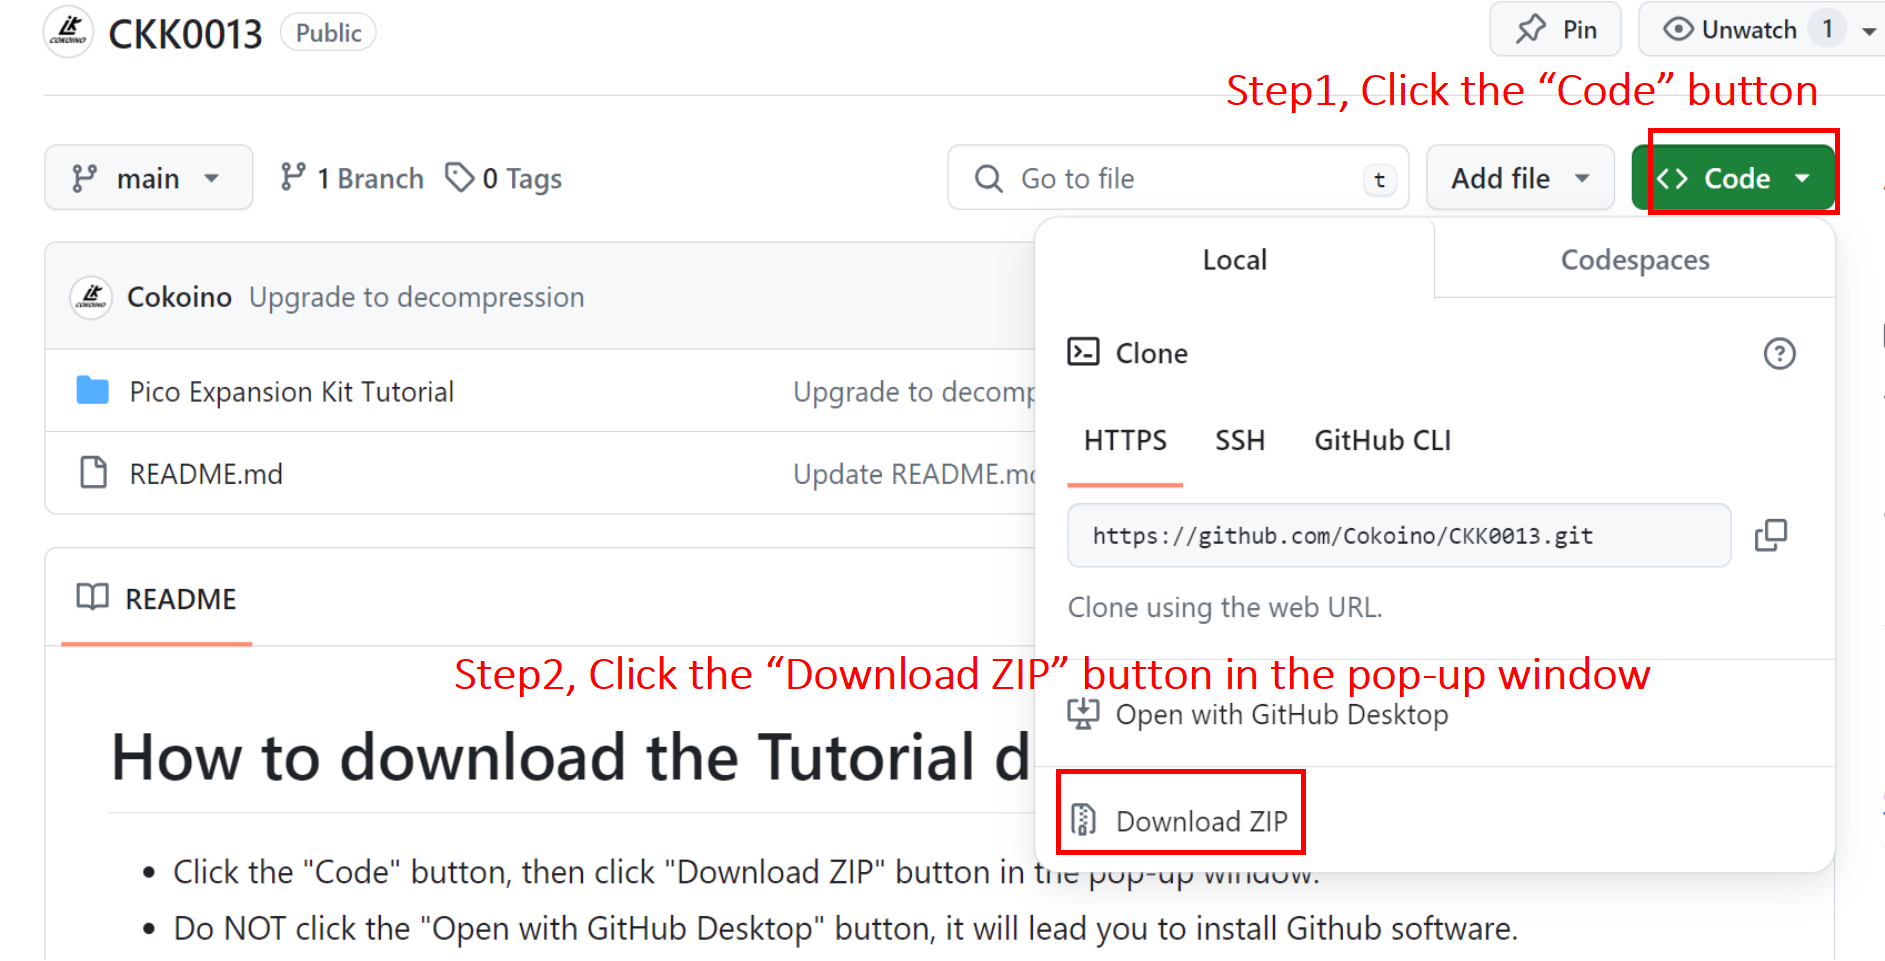 CKK0013 Public
Pin
Unwatch 1
Step1, Click the “Code” button
main
1 Branch
0 Tags
Go to file t
Add file
<> Code
Local
Codespaces
Cokoino Upgrade to decompression
Clone
Pico Expansion Kit Tutorial Upgrade to decomp
HTTPS SSH GitHub CLI
README.md Update README.md
https://github.com/Cokoino/CKK0013.git
Clone using the web URL.
README
Step2, Click the “Download ZIP” button in the pop-up window
Open with GitHub Desktop
How to download the Tutorial d
Download ZIP
• Click the "Code" button, then click "Download ZIP" button in the pop-up window.
• Do NOT click the "Open with GitHub Desktop" button, it will lead you to install Github software.